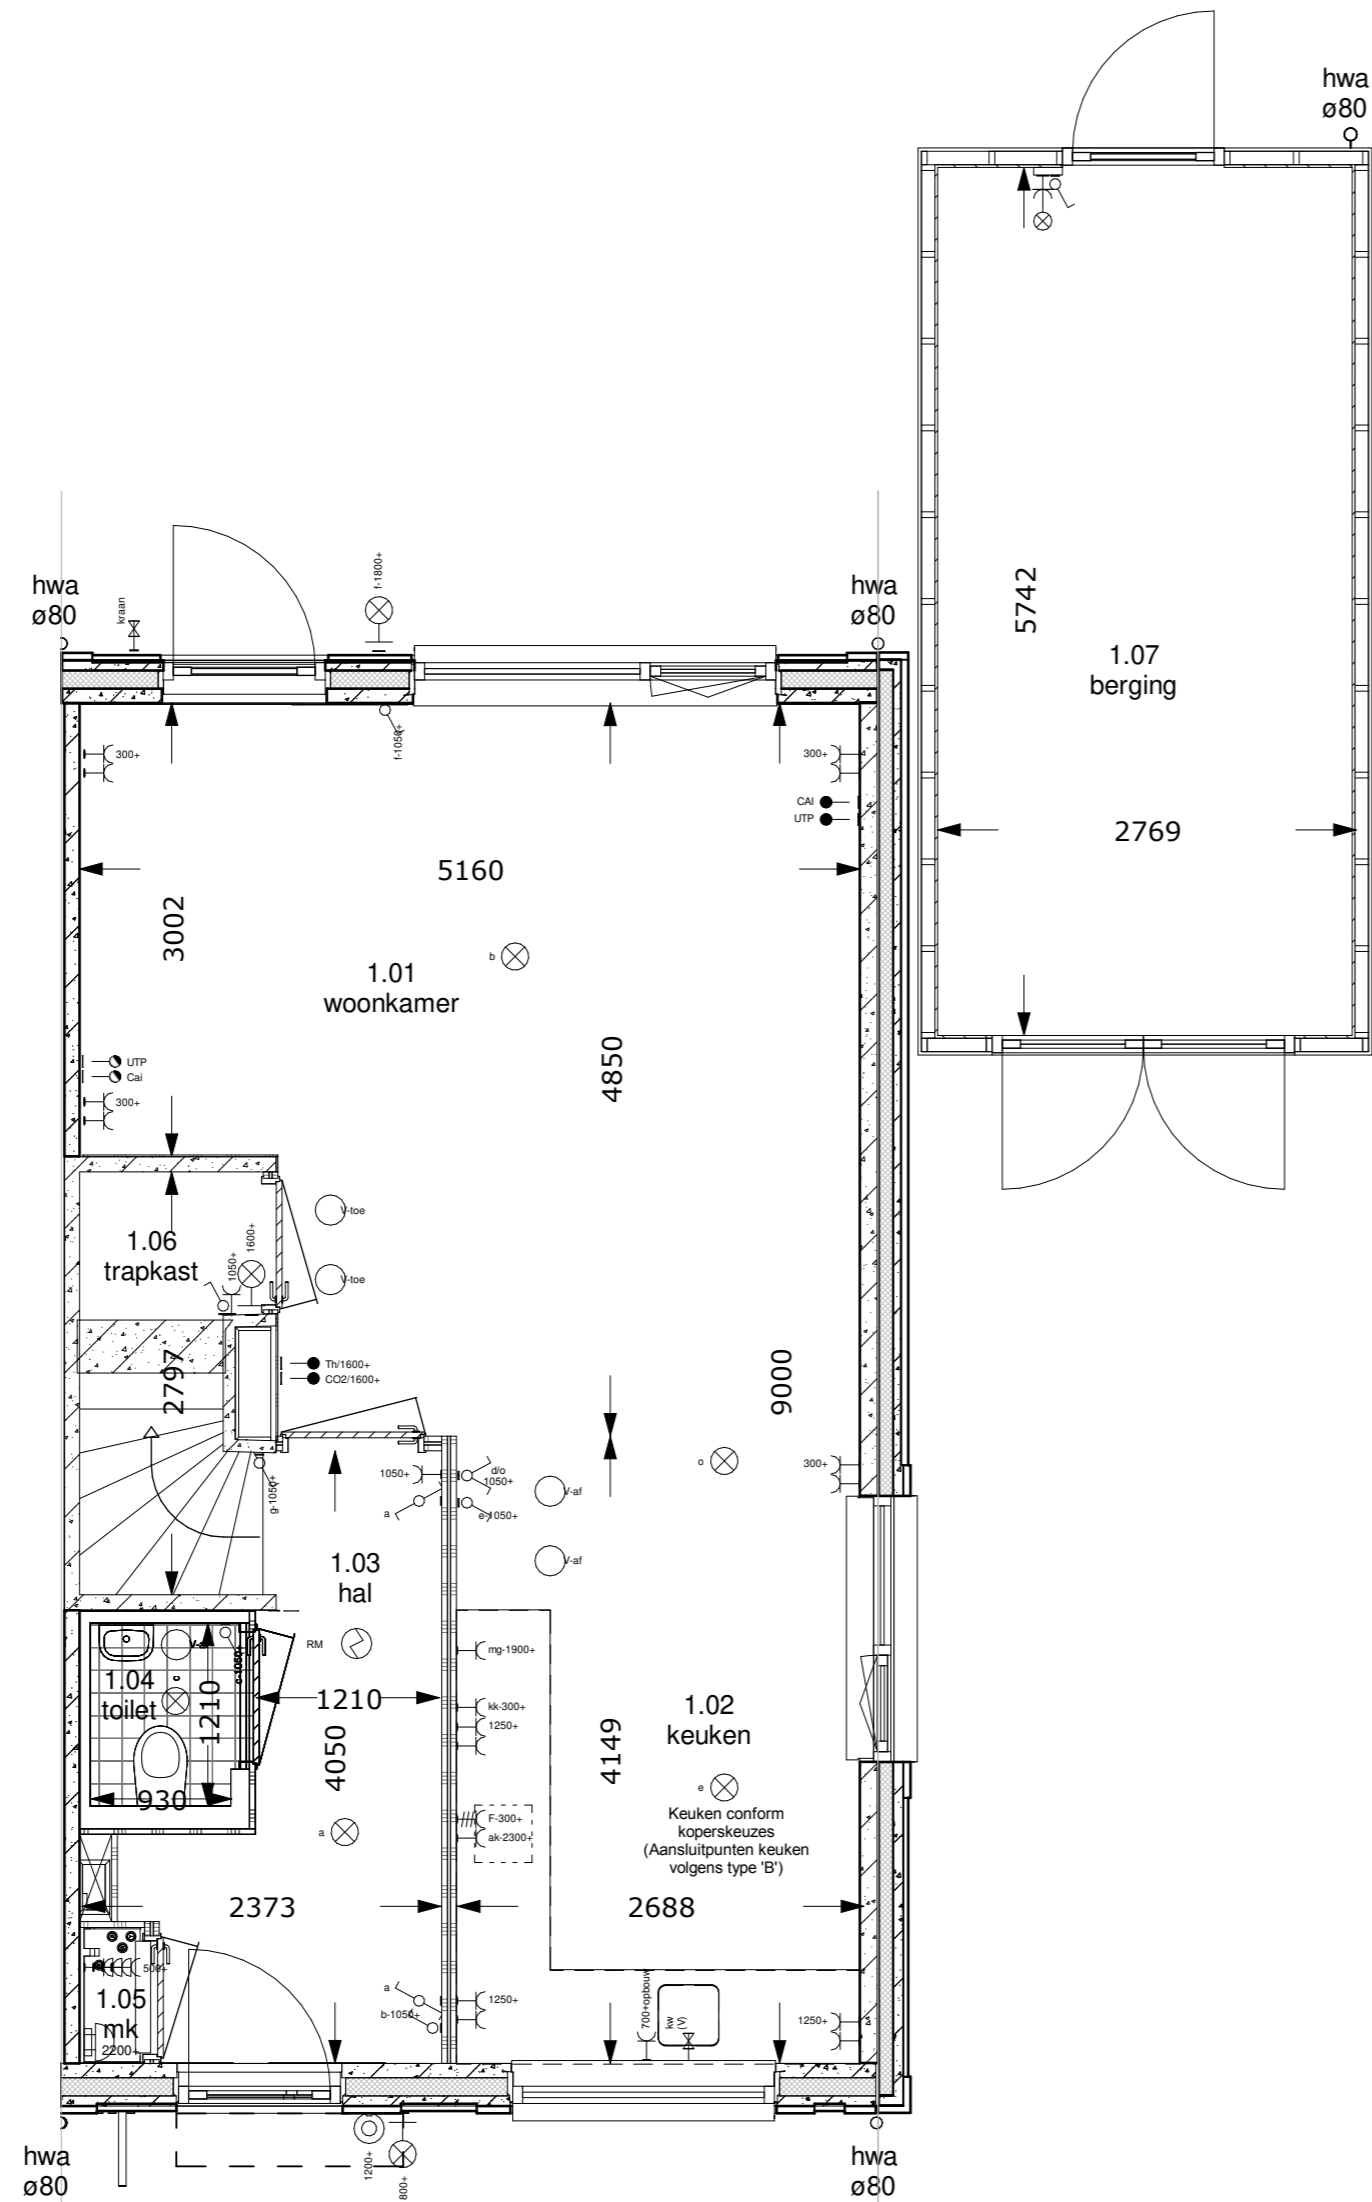 hwa
ø80
5742
1.07
berging
2769
hwa
ø80
kraan
f-1800+
hwa
ø80
f-1050+
300+
300+
CAI
UTP
5160
3002
1.01
woonkamer
b
4850
UTP
Cai
300+
1.06
trapkast
1050+
1600+
V-toe
V-toe
2797
Th/1600+
CO2/1600+
9000
g-1050+
1050+
d/o
1050+
a
e-1050+
o
300+
V-af
V-af
1.03
hal
RM
mg-1900+
1.04
toilet
c
c-1050+
1210
1210
kk-300+
1250+
1.02
keuken
4050
4149
930
e
a
F-300+
ak-2300+
Keuken conform
koperskeuzes
(Aansluitpunten keuken
volgens type 'B')
2373
2688
500+
1.05
mk
2200+
a
b-1050+
1250+
700+opbouw
kw
(V)
1250+
hwa
ø80
1200+
800+
hwa
ø80